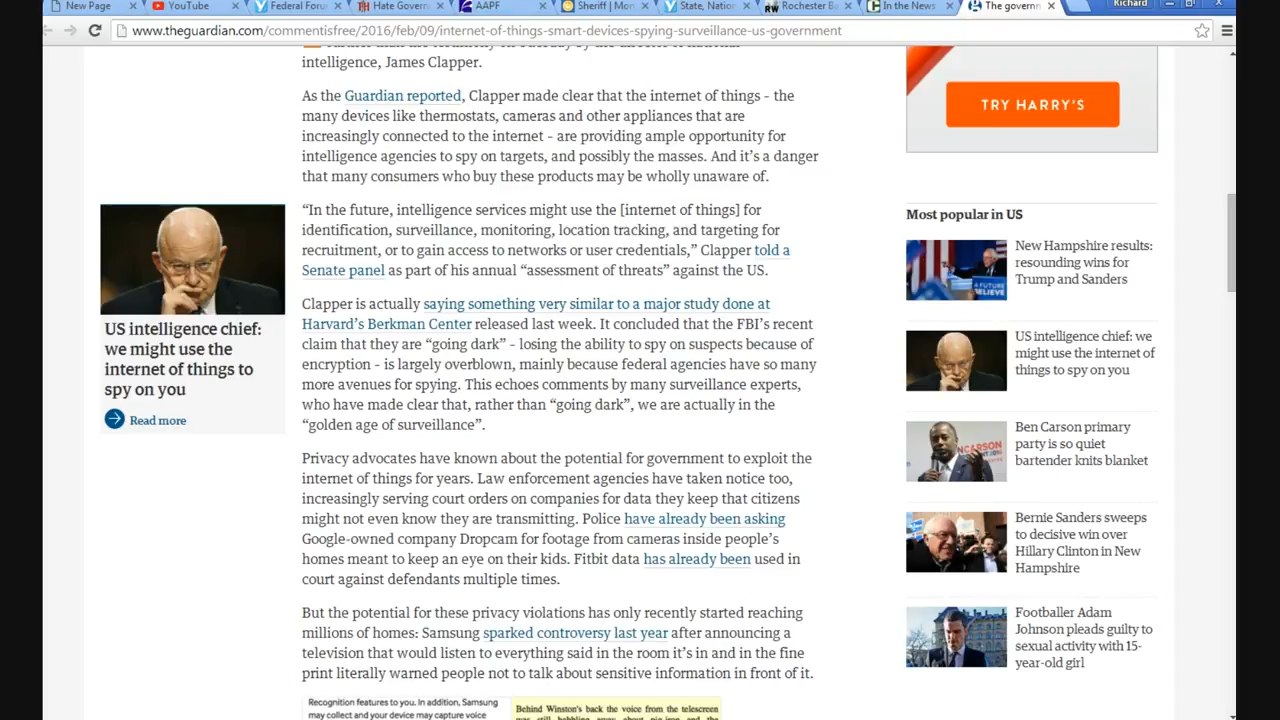 New Page
YouTube
Federal Foru
Hate Govern
AAPF
Sheriff | Mon
State, Nation
Rochester Ba
In the News
The governm
Richard
www.theguardian.com/commentisfree/2016/feb/09/internet-of-things-smart-devices-spying-surveillance-us-government
intelligence, James Clapper.
As the Guardian reported, Clapper made clear that the internet of things – the
many devices like thermostats, cameras and other appliances that are
increasingly connected to the internet – are providing ample opportunity for
intelligence agencies to spy on targets, and possibly the masses. And it’s a danger
that many consumers who buy these products may be wholly unaware of.
“In the future, intelligence services might use the [internet of things] for
identification, surveillance, monitoring, location tracking, and targeting for
recruitment, or to gain access to networks or user credentials,” Clapper told a
Senate panel as part of his annual “assessment of threats” against the US.
Clapper is actually saying something very similar to a major study done at
Harvard’s Berkman Center released last week. It concluded that the FBI’s recent
claim that they are “going dark” – losing the ability to spy on suspects because of
encryption – is largely overblown, mainly because federal agencies have so many
more avenues for spying. This echoes comments by many surveillance experts,
who have made clear that, rather than “going dark”, we are actually in the
“golden age of surveillance”.
Privacy advocates have known about the potential for government to exploit the
internet of things for years. Law enforcement agencies have taken notice too,
increasingly serving court orders on companies for data they keep that citizens
might not even know they are transmitting. Police have already been asking
Google-owned company Dropcam for footage from cameras inside people’s
homes meant to keep an eye on their kids. Fitbit data has already been used in
court against defendants multiple times.
But the potential for these privacy violations has only recently started reaching
millions of homes: Samsung sparked controversy last year after announcing a
television that would listen to everything said in the room it’s in and in the fine
print literally warned people not to talk about sensitive information in front of it.
Recognition features to you. In addition, Samsung
may collect and your device may capture voice
Behind Winston's back the voice from the telescreen
US intelligence chief:
we might use the
internet of things to
spy on you
Read more
TRY HARRY'S
Most popular in US
New Hampshire results:
resounding wins for
Trump and Sanders
US intelligence chief: we
might use the internet of
things to spy on you
Ben Carson primary
party is so quiet
bartender knits blanket
Bernie Sanders sweeps
to decisive win over
Hillary Clinton in New
Hampshire
Footballer Adam
Johnson pleads guilty to
sexual activity with 15-
year-old girl
A FUTURE
BELIEVE
CARSON